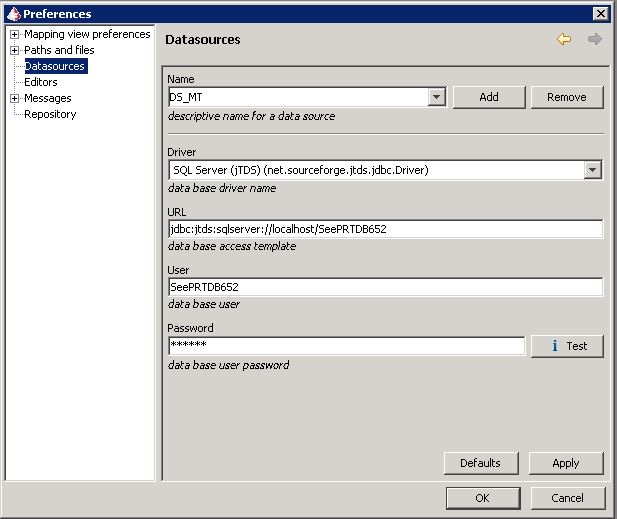 Preferences
Mapping view preferences
Paths and files
Datasources
Editors
Messages
Repository
Datasources
Name
DS_MT
Add
Remove
descriptive name for a data source
Driver
SQL Server (jTDS) (net.sourceforge.jtds.jdbc.Driver)
data base driver name
URL
jdbc:jtds:sqlserver://localhost/SeePRTDB652
data base access template
User
SeePRTDB652
data base user
Password
******
Test
data base user password
Defaults
Apply
OK
Cancel